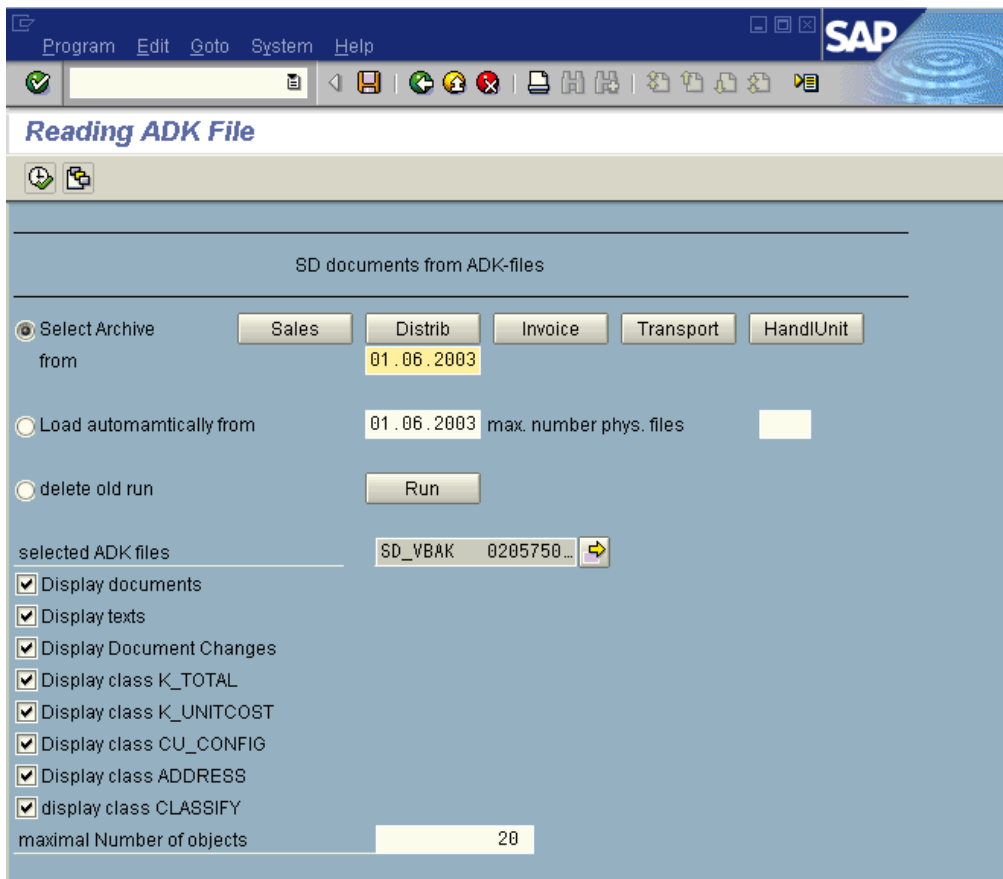 Program Edit Goto System Help
SAP
Reading ADK File
SD documents from ADK-files
Select Archive Sales Distrib Invoice Transport HandlUnit
from 01.06.2003
Load automamtically from 01.06.2003 max. number phys. files
delete old run Run
selected ADK files SD_VBAK 0205750...
Display documents
Display texts
Display Document Changes
Display class K_TOTAL
Display class K_UNITCOST
Display class CU_CONFIG
Display class ADDRESS
display class CLASSIFY
maximal Number of objects 20